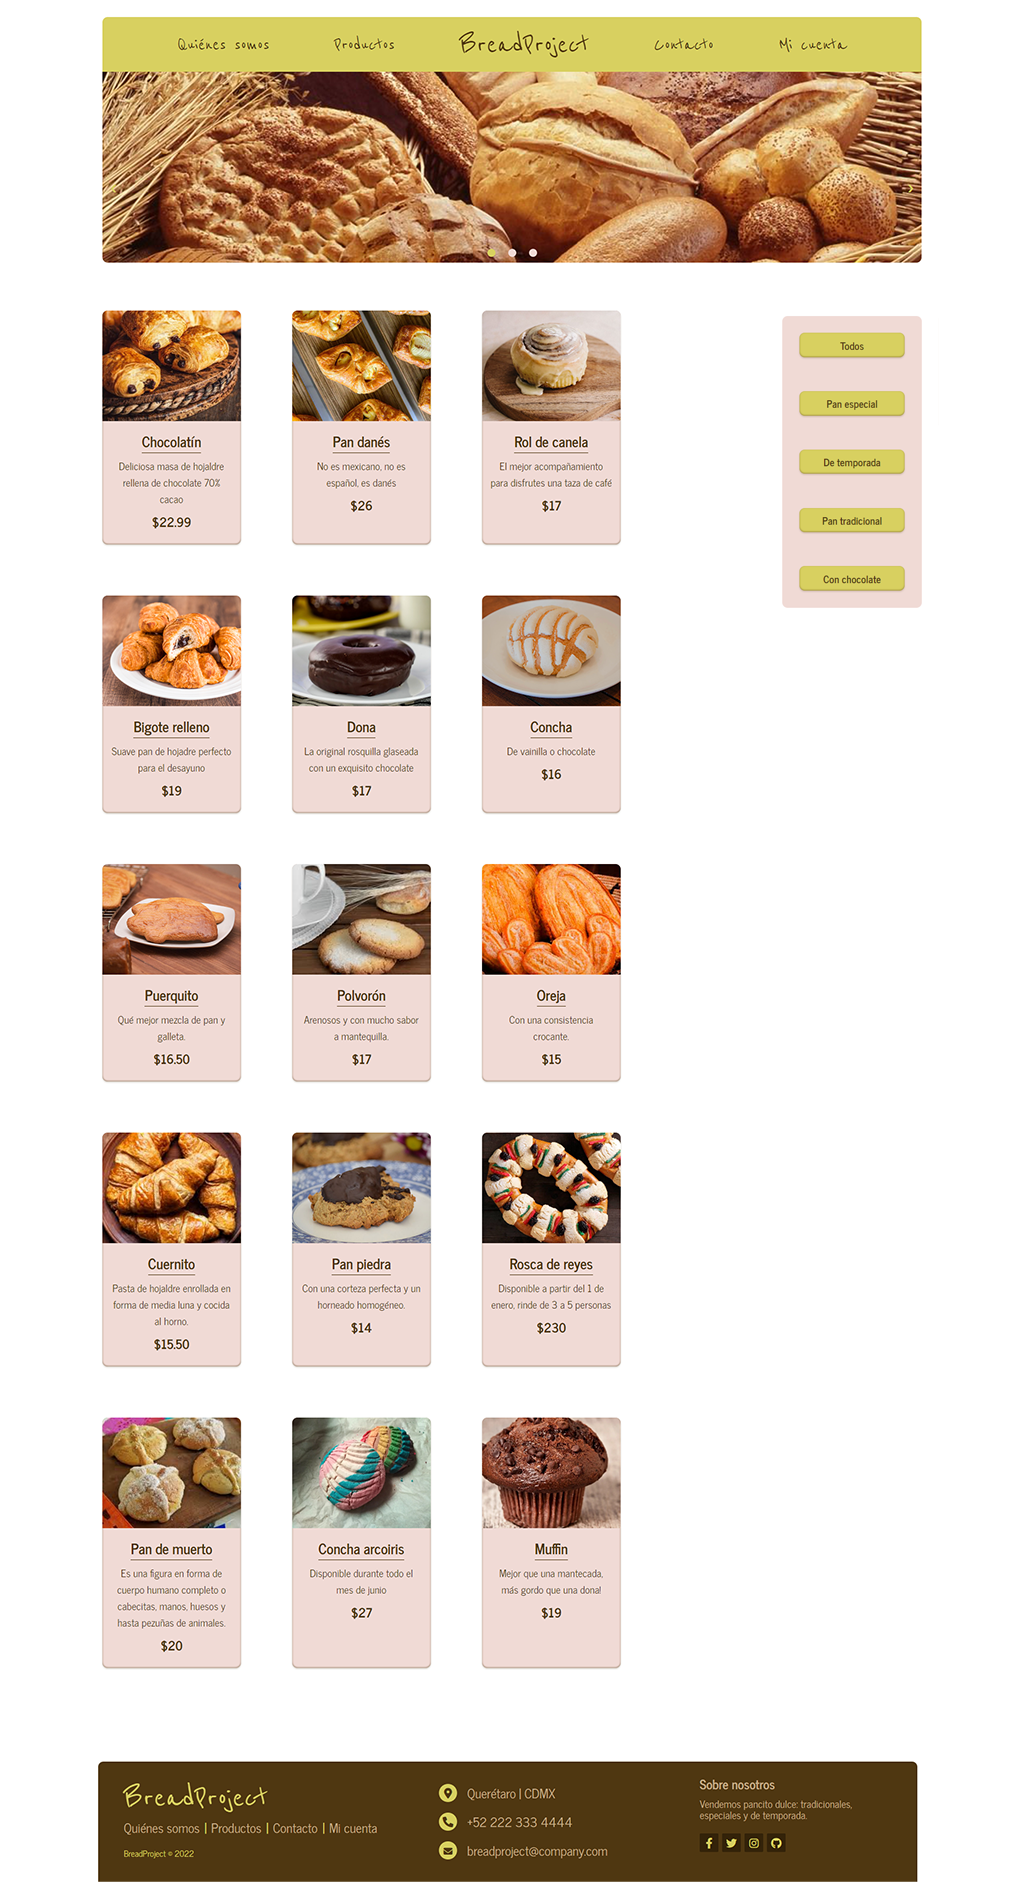 Quiénes somos
Productos
BreadProject
Contacto
Mi cuenta
Chocolatín
Deliciosa masa de hojaldre
rellena de chocolate 70%
cacao
$22.99
Pan danés
No es mexicano, no es
español, es danés
$26
Rol de canela
El mejor acompañamiento
para disfrutes una taza de café
$17
Todos
Pan especial
De temporada
Pan tradicional
Con chocolate
Bigote relleno
Suave pan de hojadre perfecto
para el desayuno
$19
Dona
La original rosquilla glaseada
con un exquisito chocolate
$17
Concha
De vainilla o chocolate
$16
Puerquito
Qué mejor mezcla de pan y
galleta.
$16.50
Polvorón
Arenosos y con mucho sabor
a mantequilla.
$17
Oreja
Con una consistencia
crocante.
$15
Cuernito
Pasta de hojaldre enrollada en
forma de media luna y cocida
al horno.
$15.50
Pan piedra
Con una corteza perfecta y un
horneado homogéneo.
$14
Rosca de reyes
Disponible a partir del 1 de
enero, rinde de 3 a 5 personas
$230
Pan de muerto
Es una figura en forma de
cuerpo humano completo o
cabecitas, manos, huesos y
hasta pezuñas de animales.
$20
Concha arcoiris
Disponible durante todo el
mes de junio
$27
Muffin
Mejor que una mantecada,
más gordo que una dona!
$19
BreadProject
Quiénes somos | Productos | Contacto | Mi cuenta
BreadProject © 2022
Querétaro | CDMX
+52 222 333 4444
breadproject@company.com
Sobre nosotros
Vendemos pancito dulce: tradicionales,
especiales y de temporada.